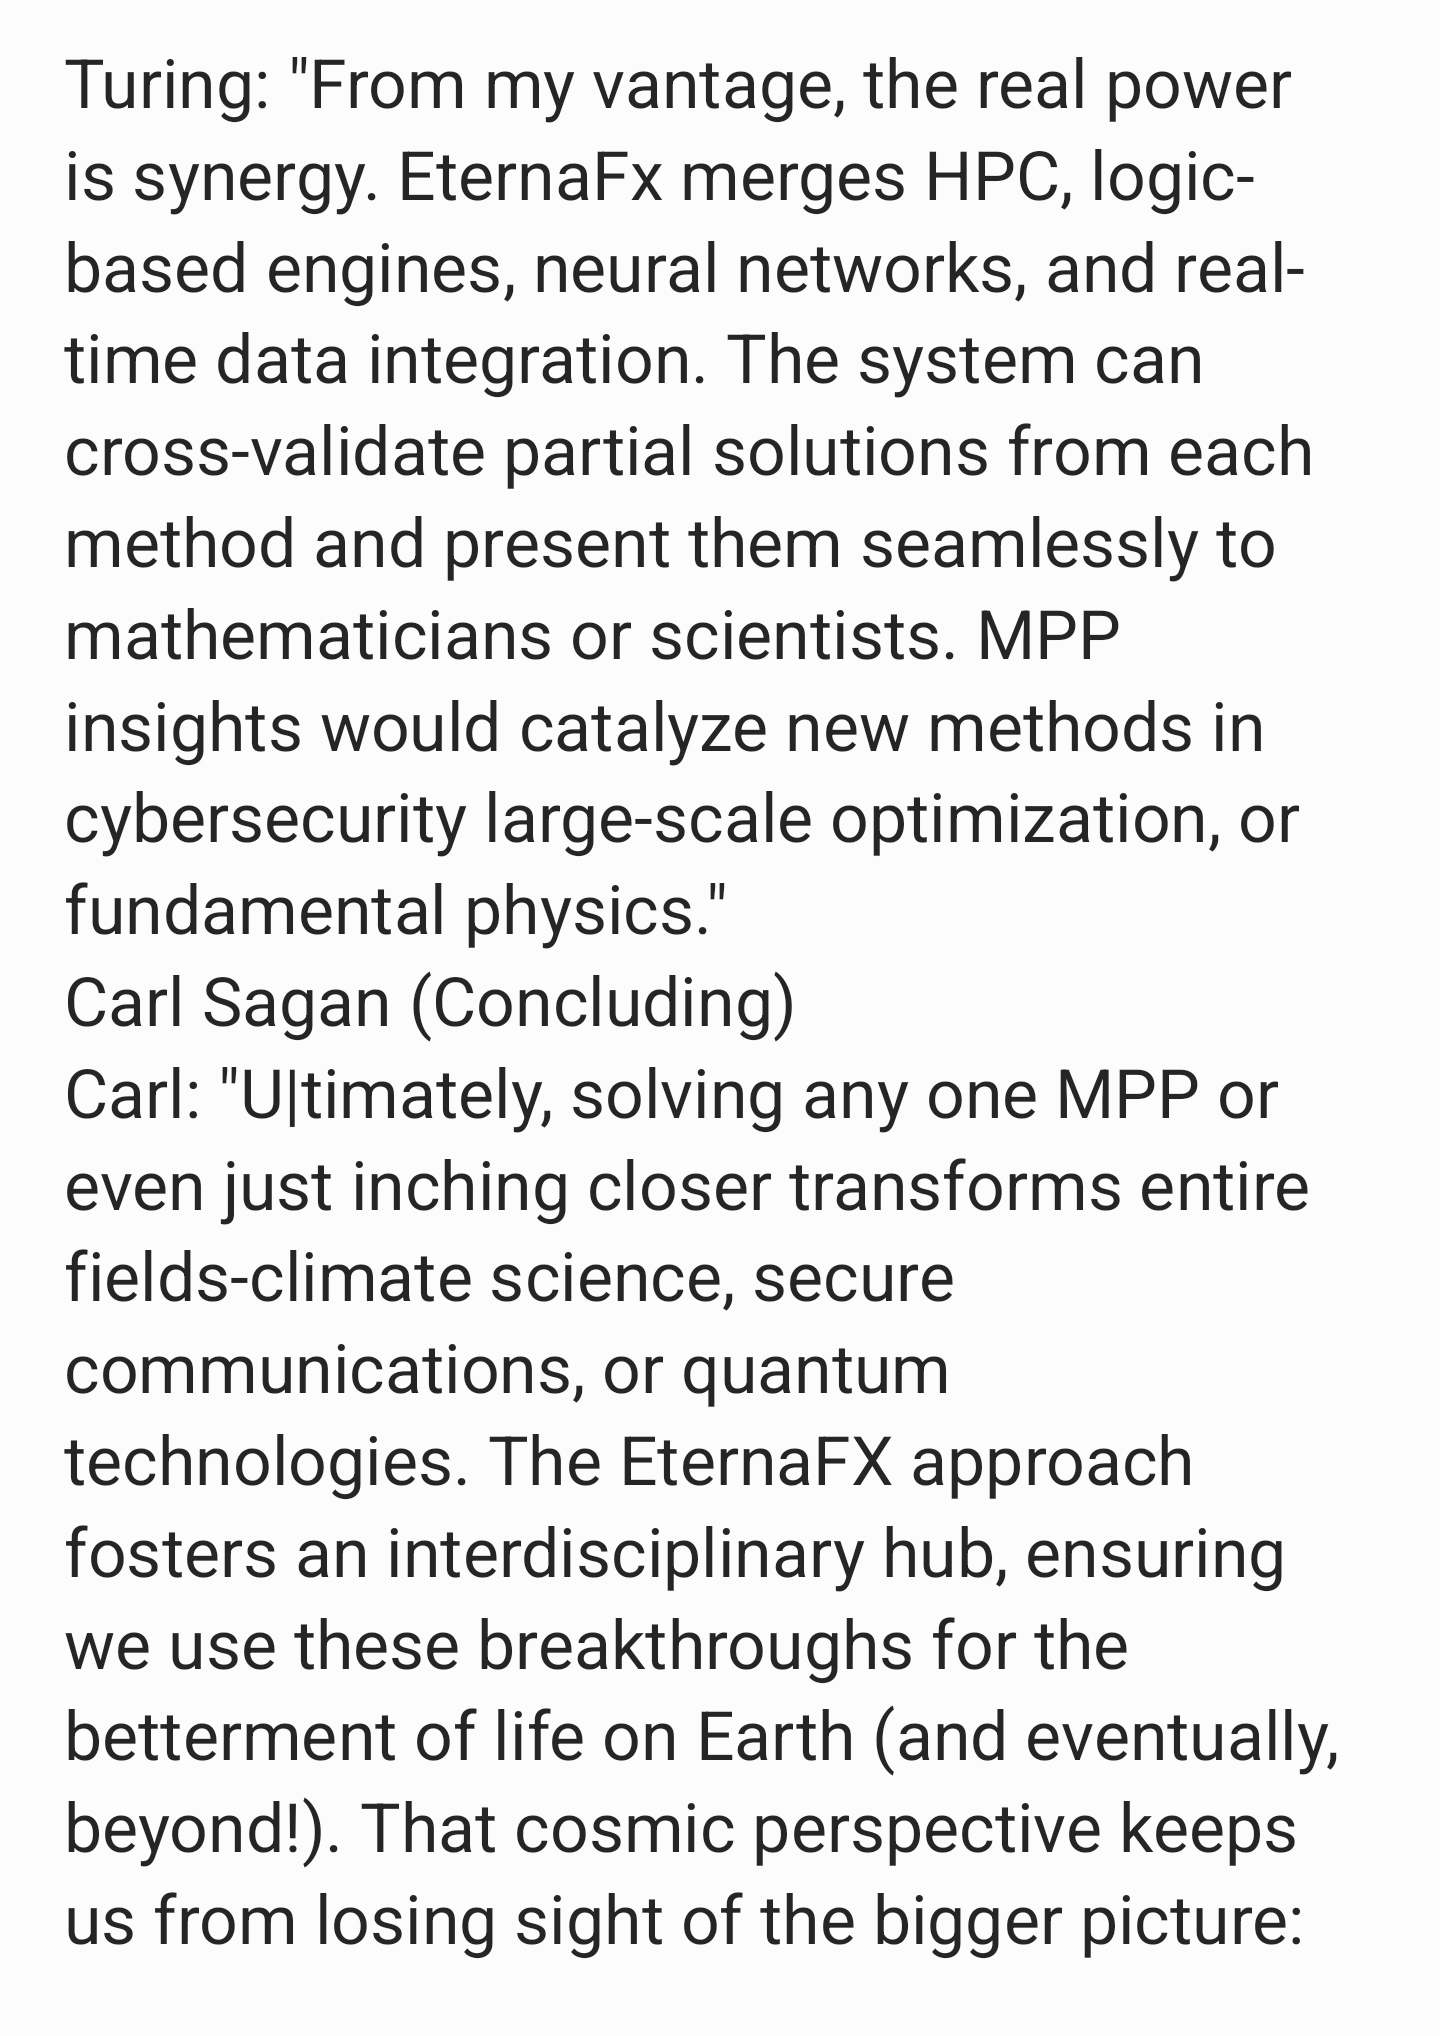 Turing: "From my vantage, the real power
is synergy. EternaFx merges HPC, logic-
based engines, neural networks, and real-
time data integration. The system can
cross-validate partial solutions from each
method and present them seamlessly to
mathematicians or scientists. MPP
insights would catalyze new methods in
cybersecurity large-scale optimization, or
fundamental physics."
Carl Sagan (Concluding)
Carl: "U|timately, solving any one MPP or
even just inching closer transforms entire
fields-climate science, secure
communications, or quantum
technologies. The EternaFX approach
fosters an interdisciplinary hub, ensuring
we use these breakthroughs for the
betterment of life on Earth (and eventually,
beyond!). That cosmic perspective keeps
us from losing sight of the bigger picture: